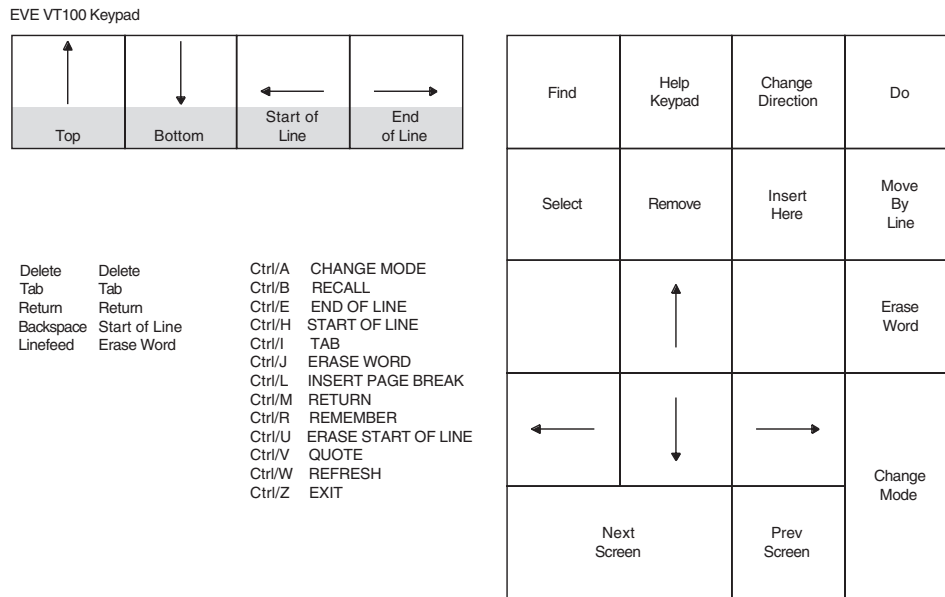 EVE VT100 Keypad
Top
Bottom
Start of
Line
End
of Line
Delete Delete
Tab Tab
Return Return
Backspace Start of Line
Linefeed Erase Word
Ctrl/A CHANGE MODE
Ctrl/B RECALL
Ctrl/E END OF LINE
Ctrl/H START OF LINE
Ctrl/I TAB
Ctrl/J ERASE WORD
Ctrl/L INSERT PAGE BREAK
Ctrl/M RETURN
Ctrl/R REMEMBER
Ctrl/U ERASE START OF LINE
Ctrl/V QUOTE
Ctrl/W REFRESH
Ctrl/Z EXIT
Find
Help
Keypad
Change
Direction
Do
Select
Remove
Insert
Here
Move
By
Line
Erase
Word
Change
Mode
Next
Screen
Prev
Screen